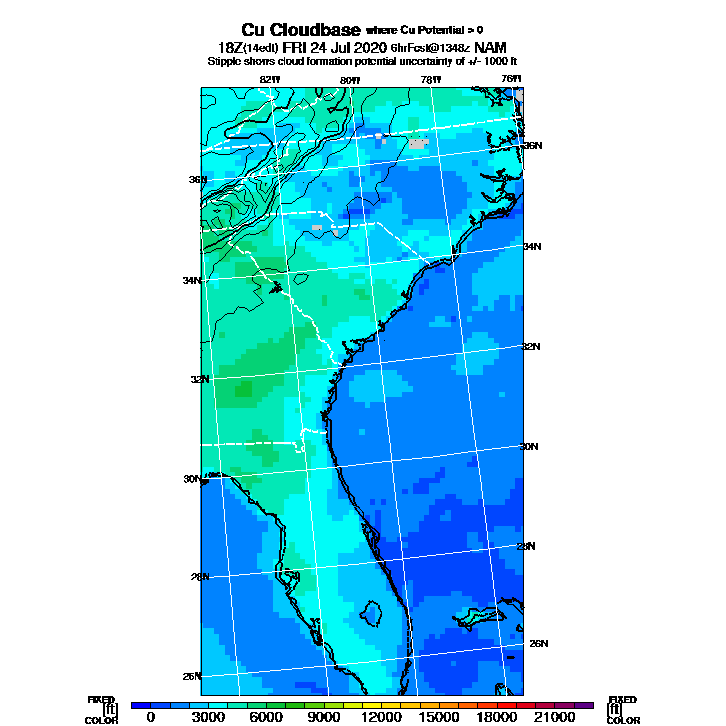 Cu Cloudbase where Cu Potential > 0
18Z(14edt) FRI 24 Jul 2020 6hrFcst@1348z NAM
Stipple shows cloud formation potential uncertainty of +/- 1000 ft
82W 80W 78W 76W
36N
36N
34N
34N
32N
32N
30N
30N
28N
28N
26N
26N
FIXED [ft] COLOR
0 3000 6000 9000 12000 15000 18000 21000
FIXED [ft] COLOR